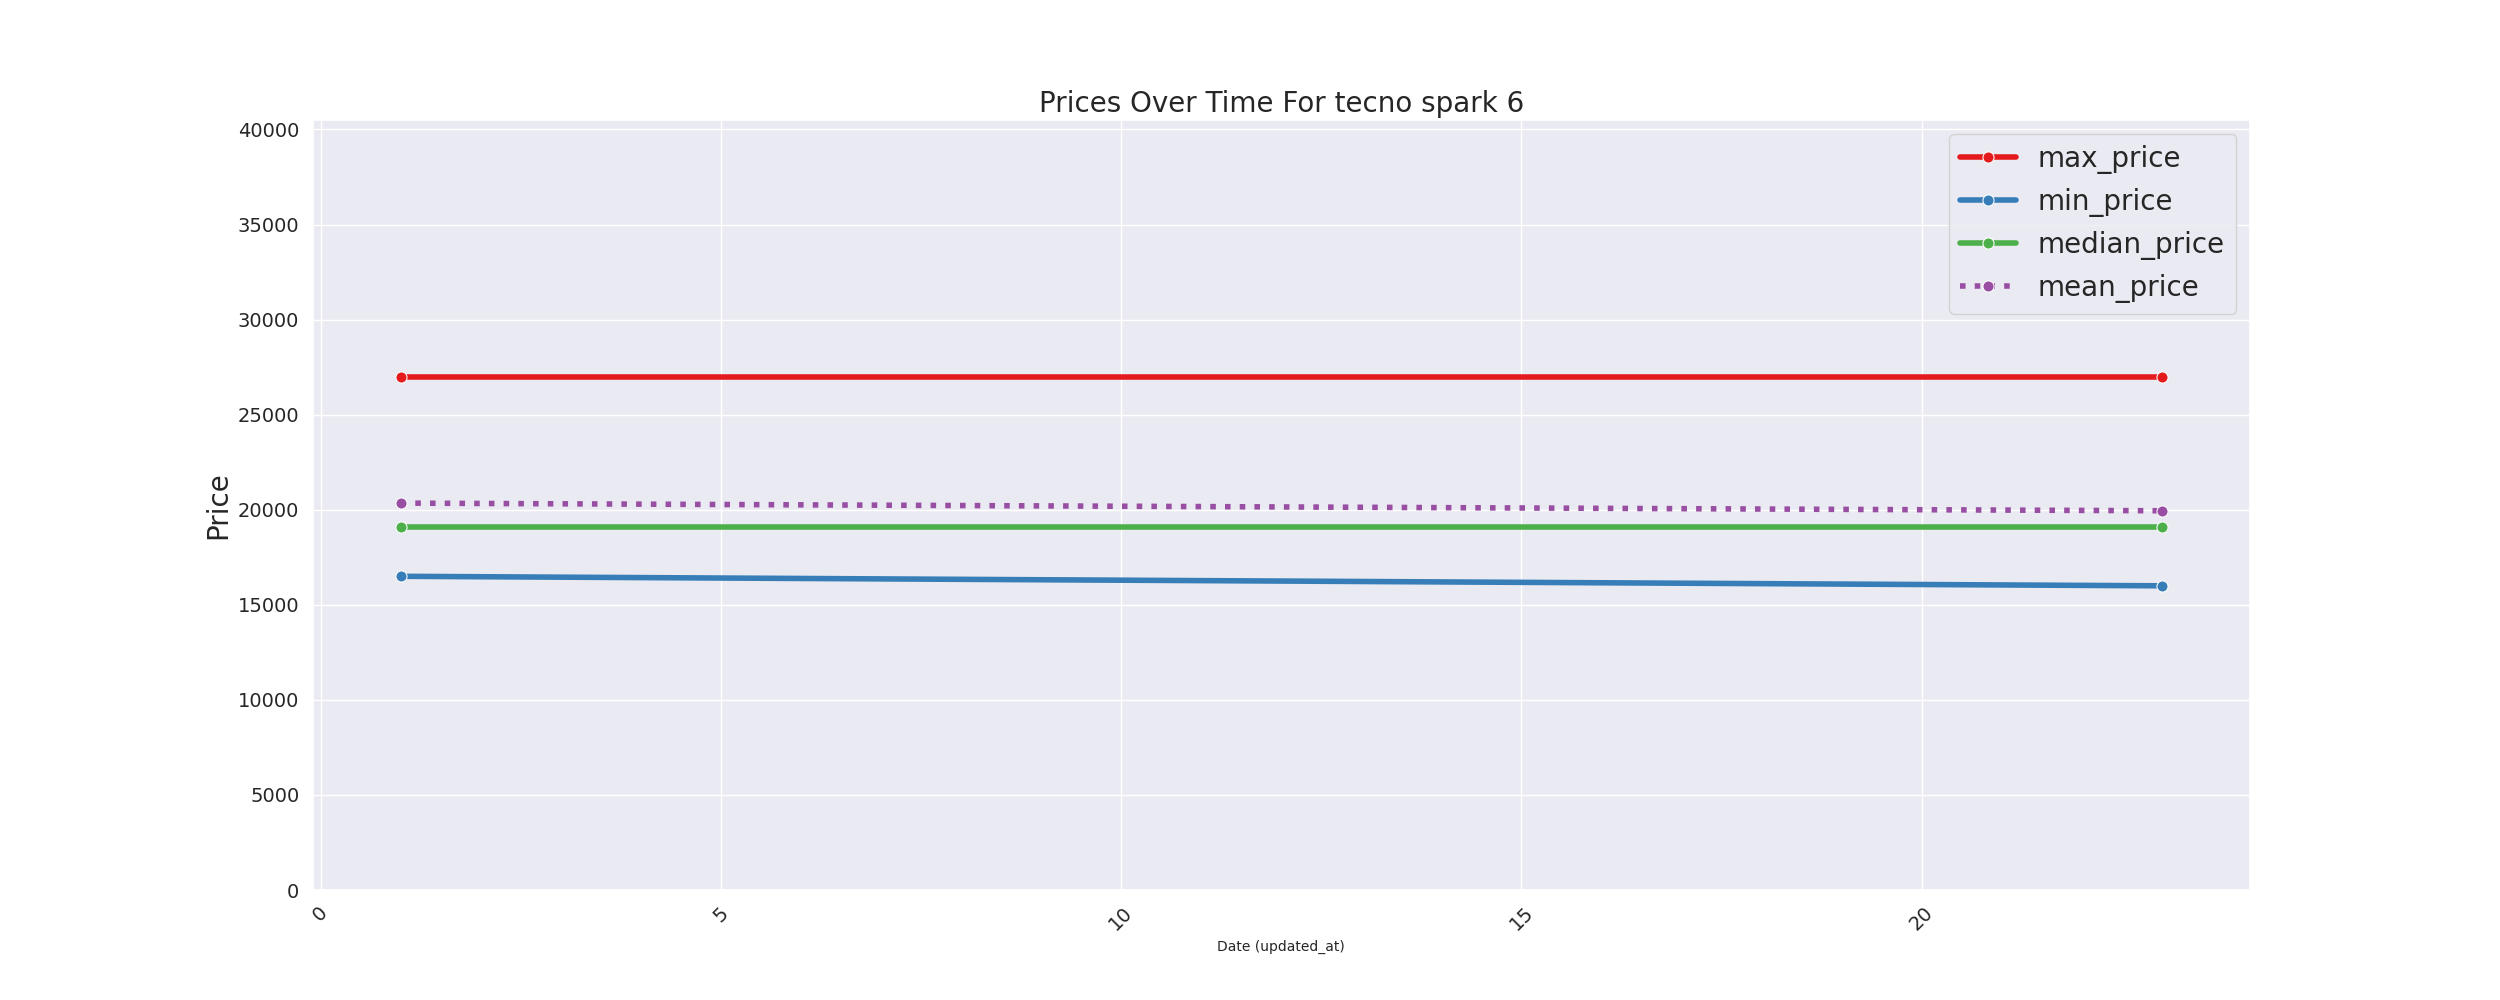 Prices Over Time For tecno spark 6
40000
35000
30000
25000
20000
15000
10000
5000
0
Price
max_price
min_price
median_price
mean_price
0
5
10
15
20
Date (updated_at)